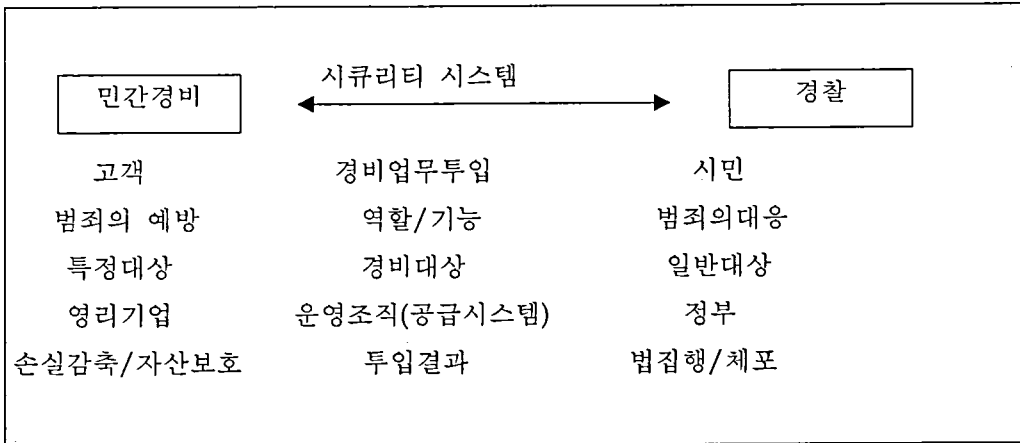 시큐리티 시스템
민간경비 경찰
고객 경비업무투입 시민
범죄의 예방 역할/기능 범죄의대응
특정대상 경비대상 일반대상
영리기업 운영조직(공급시스템) 정부
손실감축/자산보호 투입결과 법집행/체포